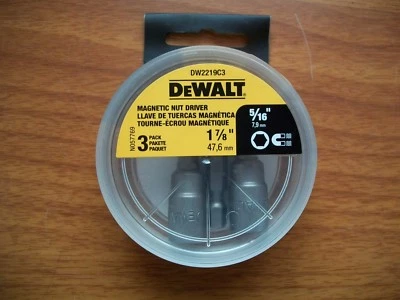 DW2219C3
DEWALT
MAGNETIC NUT DRIVER
LLAVE DE TUERCAS MAGNÉTICA
TOURNE-ÉCROU MAGNÉTIQUE
5/16"
7,9 mm
3 PACK
PAKETE
PAQUET
1 7/8"
47,6 mm
N057769